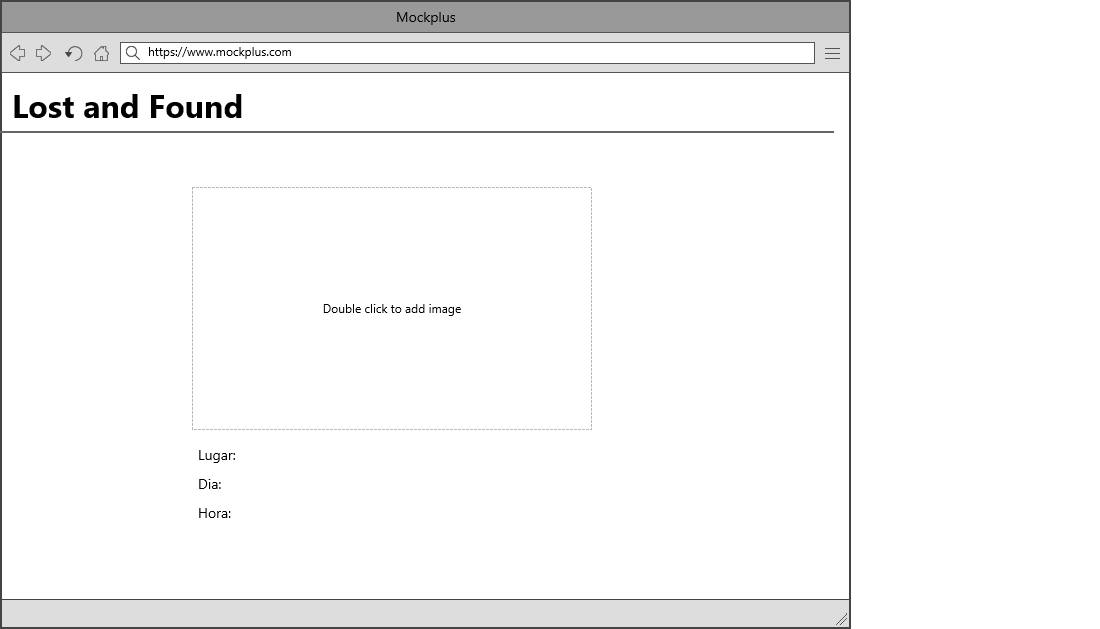 Mockplus
https://www.mockplus.com
Lost and Found
Double click to add image
Lugar:
Dia:
Hora: